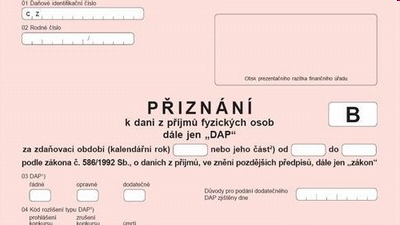 01 Daňové identifikační číslo
C Z
02 Rodné číslo
/
Otisk prezentačního razítka finančního úřadu
PŘIZNÁNÍ
k dani z příjmů fyzických osob
dále jen „DAP“
B
za zdaňovací období (kalendářní rok) nebo jeho část²) od do
podle zákona č. 586/1992 Sb., o daních z příjmů, ve znění pozdějších předpisů, dále jen „zákon“
03 DAP¹)
řádné opravné dodatečné
Důvody pro podání dodatečného
DAP zjištěny dne
04 Kód rozlišení typu DAP¹)
prohlášení zrušení
konkursu konkursu úmrtí